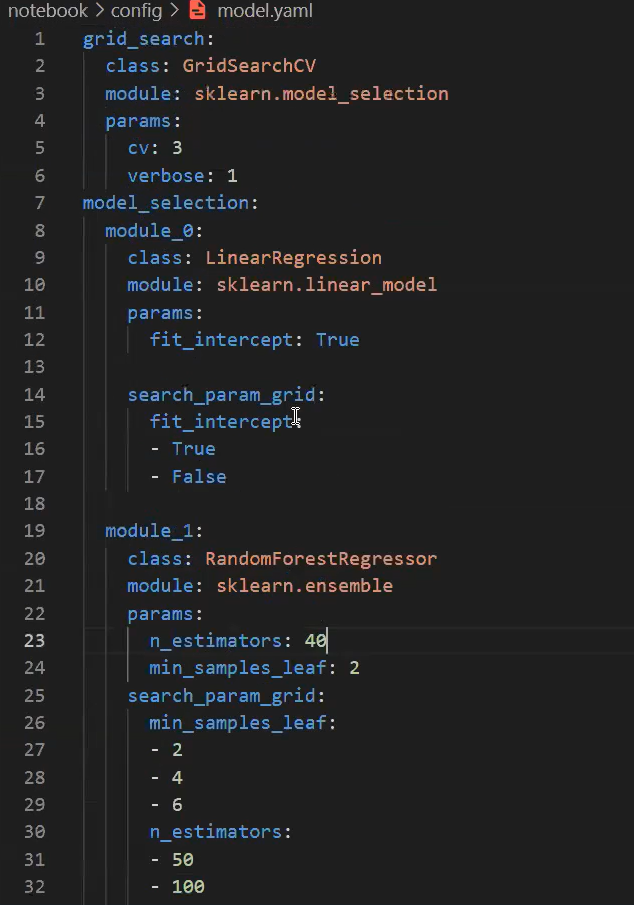 notebook > config > model.yaml
1 grid_search:
2   class: GridSearchCV
3   module: sklearn.model_selection
4   params:
5     cv: 3
6     verbose: 1
7 model_selection:
8   module_0:
9     class: LinearRegression
10     module: sklearn.linear_model
11     params:
12       fit_intercept: True
13
14     search_param_grid:
15       fit_intercept:
16       - True
17       - False
18
19   module_1:
20     class: RandomForestRegressor
21     module: sklearn.ensemble
22     params:
23       n_estimators: 40
24       min_samples_leaf: 2
25     search_param_grid:
26       min_samples_leaf:
27       - 2
28       - 4
29       - 6
30       n_estimators:
31       - 50
32       - 100